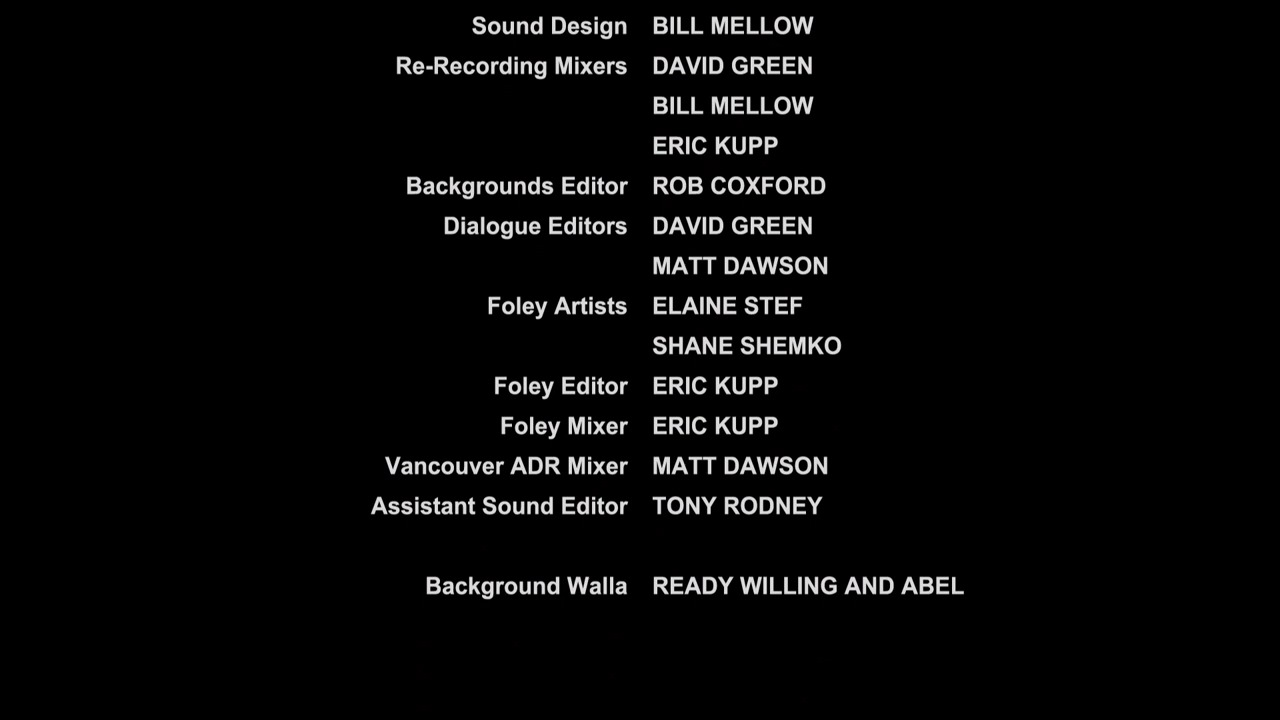 Sound Design BILL MELLOW
Re-Recording Mixers DAVID GREEN
BILL MELLOW
ERIC KUPP
Backgrounds Editor ROB COXFORD
Dialogue Editors DAVID GREEN
MATT DAWSON
Foley Artists ELAINE STEF
SHANE SHEMKO
Foley Editor ERIC KUPP
Foley Mixer ERIC KUPP
Vancouver ADR Mixer MATT DAWSON
Assistant Sound Editor TONY RODNEY
Background Walla READY WILLING AND ABEL